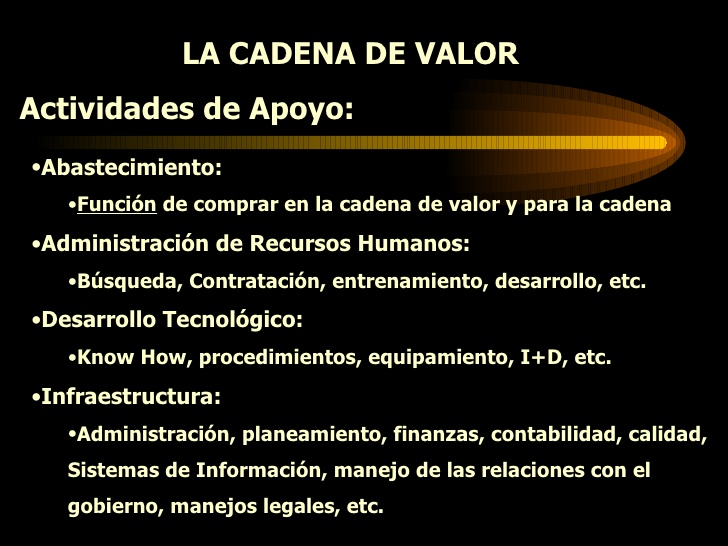 LA CADENA DE VALOR
Actividades de Apoyo:
•Abastecimiento:
•Función de comprar en la cadena de valor y para la cadena
•Administración de Recursos Humanos:
•Búsqueda, Contratación, entrenamiento, desarrollo, etc.
•Desarrollo Tecnológico:
•Know How, procedimientos, equipamiento, I+D, etc.
•Infraestructura:
•Administración, planeamiento, finanzas, contabilidad, calidad,
Sistemas de Información, manejo de las relaciones con el
gobierno, manejos legales, etc.